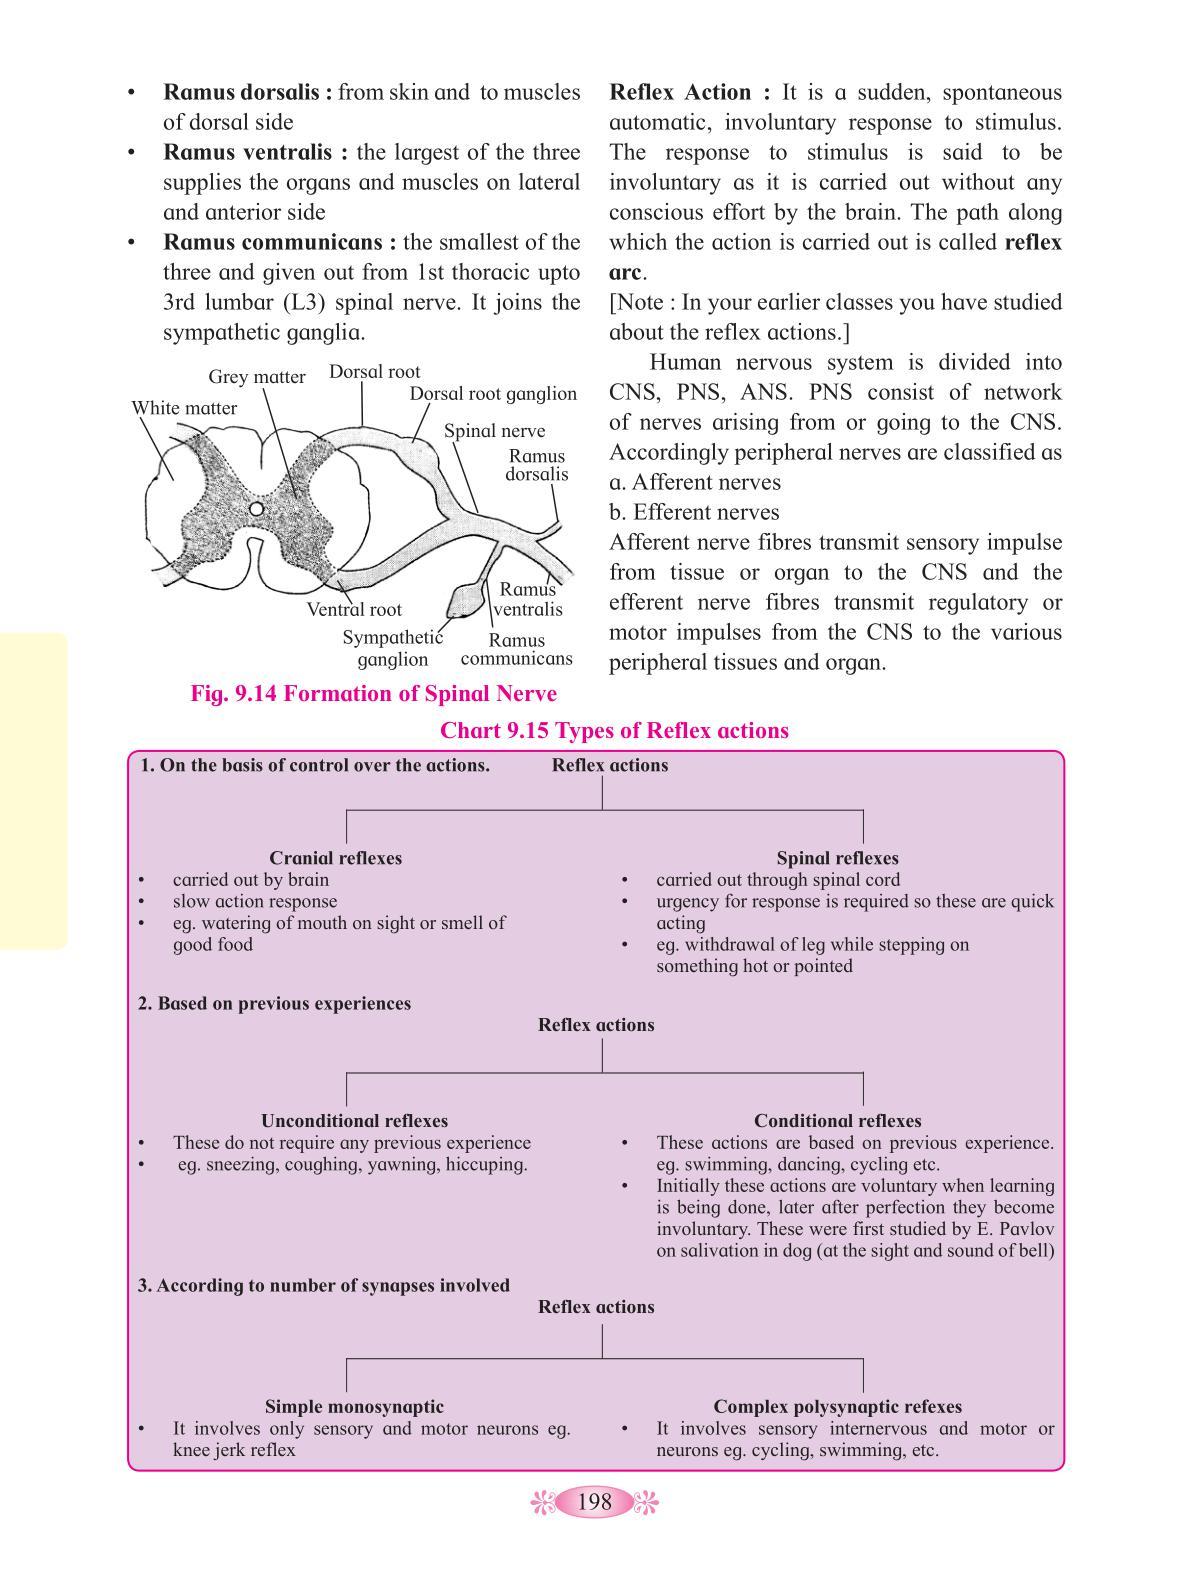 • Ramus dorsalis : from skin and to muscles
of dorsal side
• Ramus ventralis : the largest of the three
supplies the organs and muscles on lateral
and anterior side
• Ramus communicans : the smallest of the
three and given out from 1st thoracic upto
3rd lumbar (L3) spinal nerve. It joins the
sympathetic ganglia.
Grey matter
Dorsal root
Dorsal root ganglion
White matter
Spinal nerve
Ramus
dorsalis
Ramus
ventralis
Ventral root
Sympathetic
ganglion
Ramus
communicans
Fig. 9.14 Formation of Spinal Nerve
Reflex Action : It is a sudden, spontaneous
automatic, involuntary response to stimulus.
The response to stimulus is said to be
involuntary as it is carried out without any
conscious effort by the brain. The path along
which the action is carried out is called reflex
arc.
[Note : In your earlier classes you have studied
about the reflex actions.]
Human nervous system is divided into
CNS, PNS, ANS. PNS consist of network
of nerves arising from or going to the CNS.
Accordingly peripheral nerves are classified as
a. Afferent nerves
b. Efferent nerves
Afferent nerve fibres transmit sensory impulse
from tissue or organ to the CNS and the
efferent nerve fibres transmit regulatory or
motor impulses from the CNS to the various
peripheral tissues and organ.
Chart 9.15 Types of Reflex actions
1. On the basis of control over the actions.
Reflex actions
Cranial reflexes
• carried out by brain
• slow action response
• eg. watering of mouth on sight or smell of
good food
Spinal reflexes
• carried out through spinal cord
• urgency for response is required so these are quick
acting
• eg. withdrawal of leg while stepping on
something hot or pointed
2. Based on previous experiences
Reflex actions
Unconditional reflexes
• These do not require any previous experience
• eg. sneezing, coughing, yawning, hiccuping.
Conditional reflexes
• These actions are based on previous experience.
eg. swimming, dancing, cycling etc.
• Initially these actions are voluntary when learning
is being done, later after perfection they become
involuntary. These were first studied by E. Pavlov
on salivation in dog (at the sight and sound of bell)
3. According to number of synapses involved
Reflex actions
Simple monosynaptic
• It involves only sensory and motor neurons eg.
knee jerk reflex
Complex polysynaptic refexes
• It involves sensory internervous and motor or
neurons eg. cycling, swimming, etc.
198